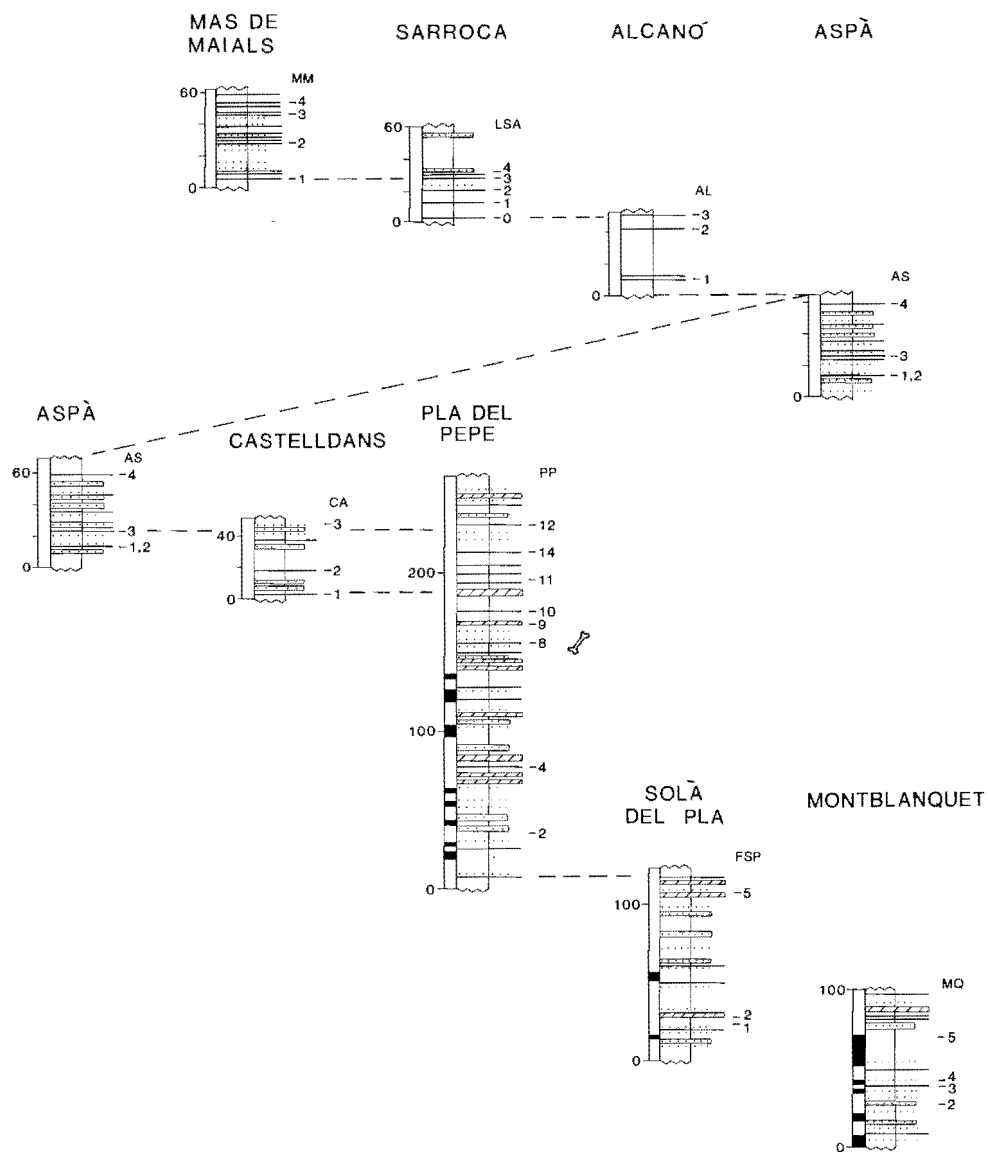 MAS DE MAIALS
SARROCA
ALCANÓ
ASPÀ
MM
60
-4
-3
-2
-1
0
LSA
60
-4
-3
-2
-1
-0
0
AL
-3
-2
-1
0
AS
-4
-3
-1,2
0
ASPÀ
AS
60
-4
-3
-1,2
0
CASTELLDANS
CA
-3
40
-2
-1
0
PLA DEL PEPE
PP
-12
-14
200
-11
-10
-9
-8
100
-4
-2
0
SOLÀ DEL PLA
FSP
100
-5
-2
-1
0
MONTBLANQUET
MQ
100
-5
-4
-3
-2
0